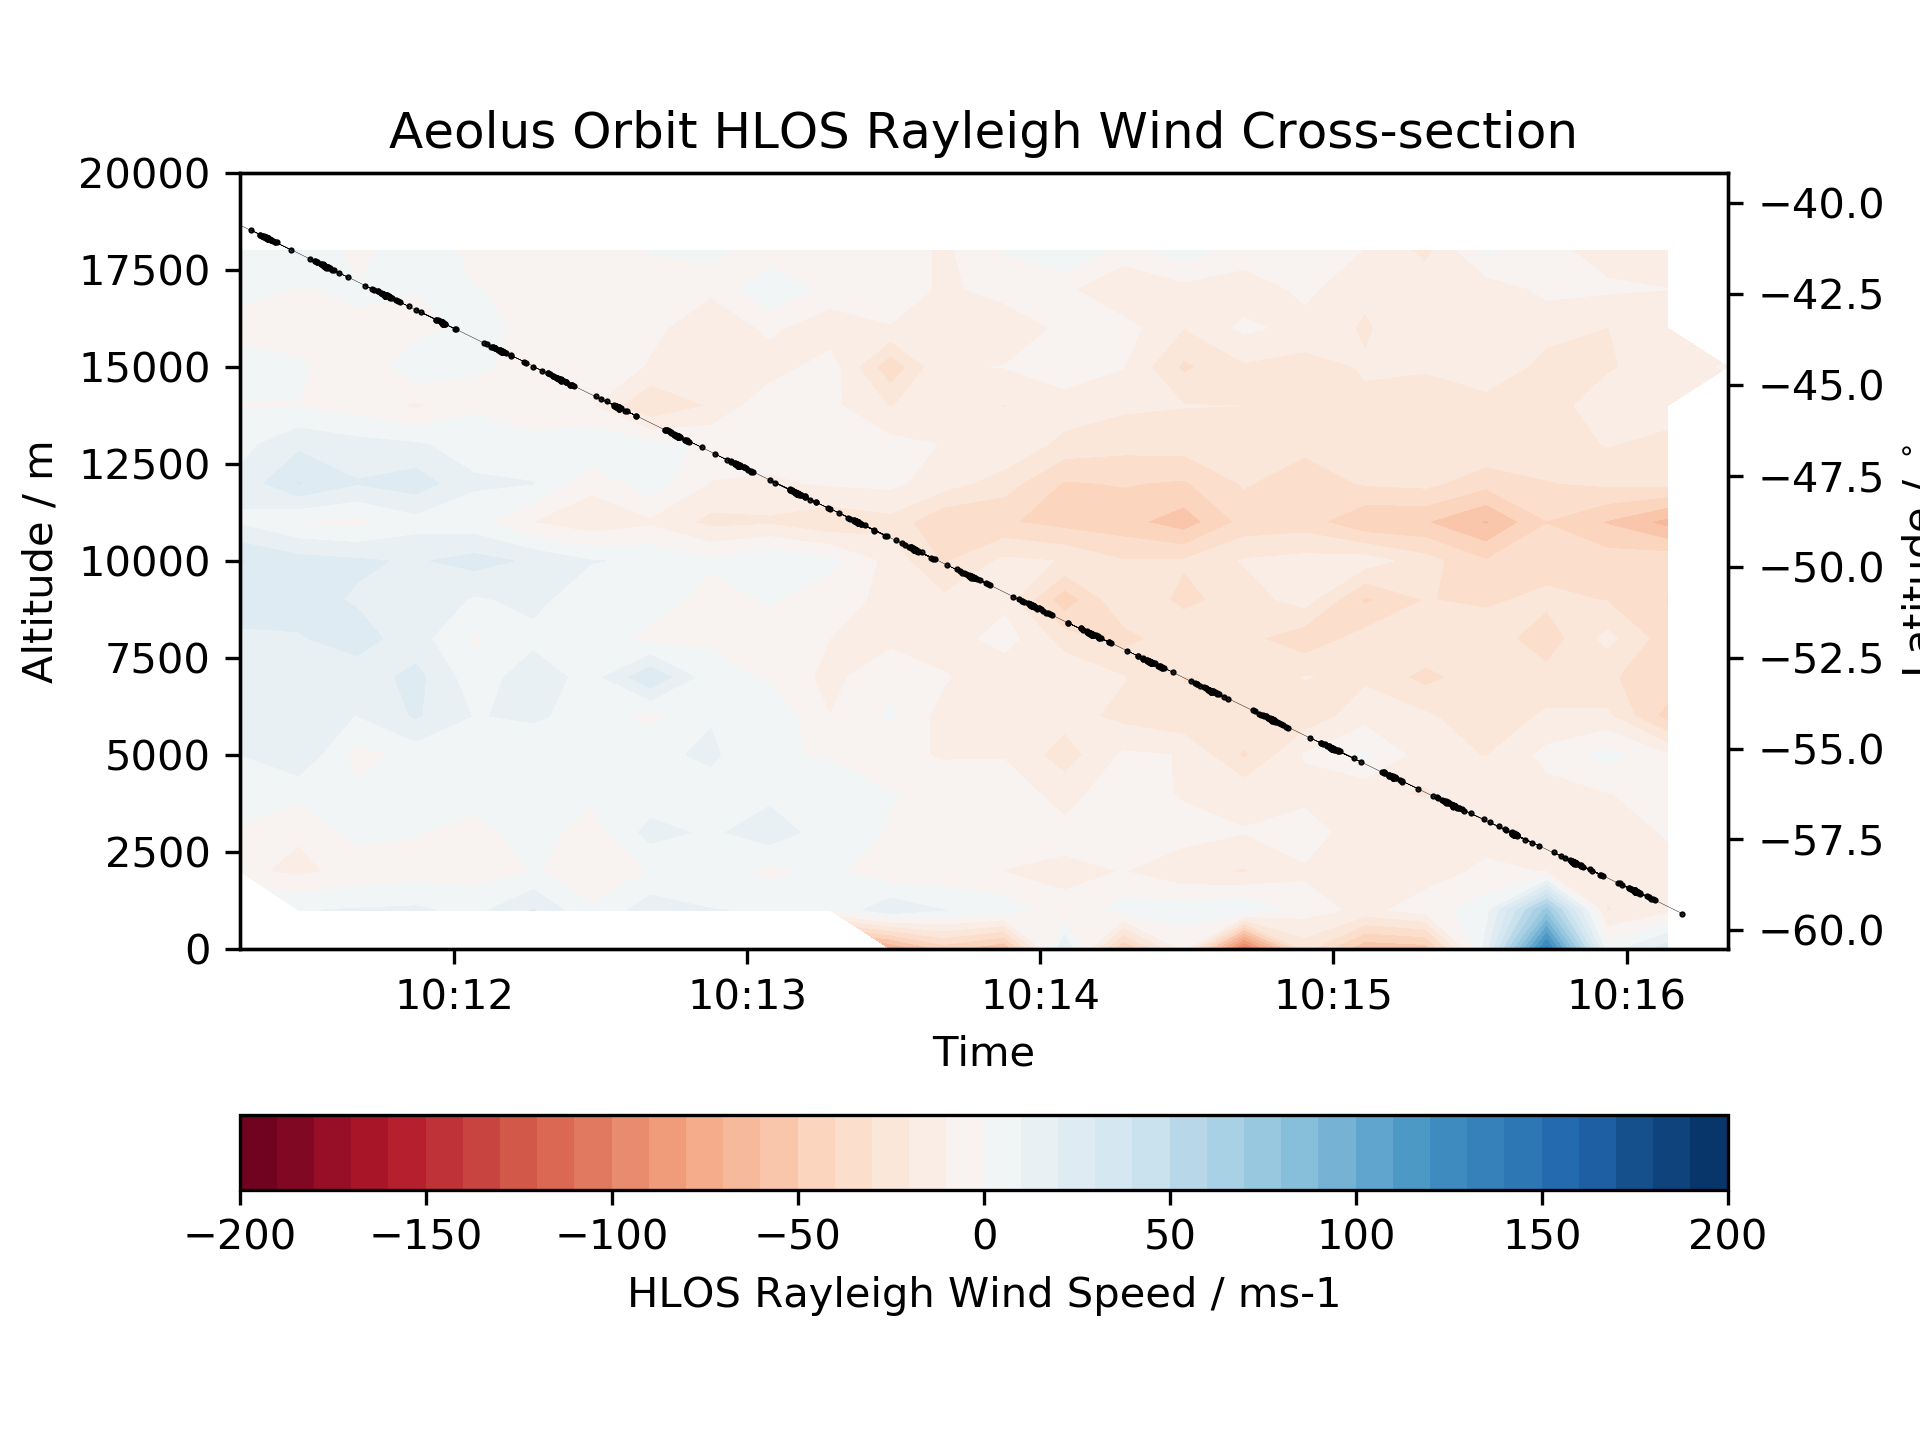 Aeolus Orbit HLOS Rayleigh Wind Cross-section
20000
17500
15000
12500
10000
7500
5000
2500
0
Altitude / m
−40.0
−42.5
−45.0
−47.5
−50.0
−52.5
−55.0
−57.5
−60.0
Latitude / °
10:12 10:13 10:14 10:15 10:16
Time
−200 −150 −100 −50 0 50 100 150 200
HLOS Rayleigh Wind Speed / ms-1